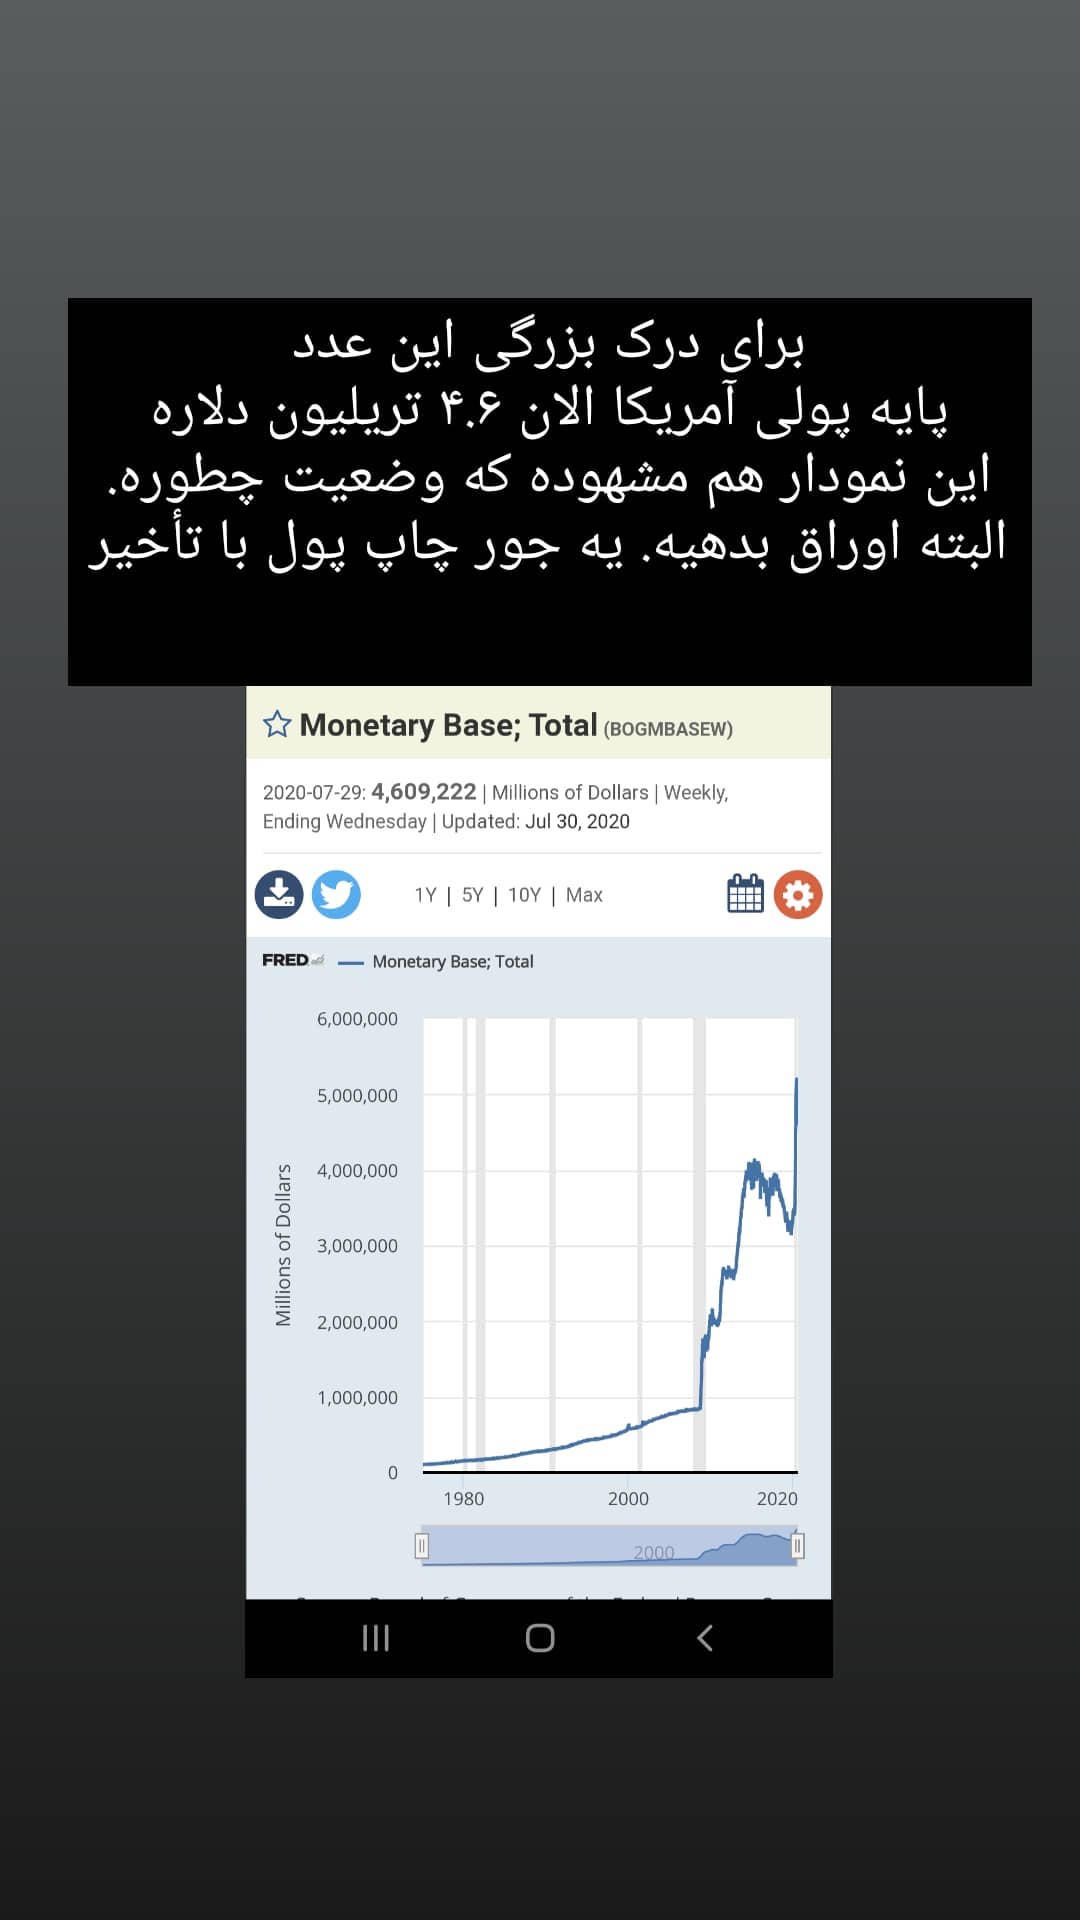 برای درک بزرگی این عدد
پایه پولی آمریکا الان ۴.۶ تریلیون دلاره
این نمودار هم مشهوده که وضعیت چطوره.
البته اوراق بدهیه. یه جور چاپ پول با تأخیر
Monetary Base; Total (BOGMBASEW)
2020-07-29: 4,609,222 | Millions of Dollars | Weekly,
Ending Wednesday | Updated: Jul 30, 2020
1Y | 5Y | 10Y | Max
FRED Monetary Base; Total
6,000,000
5,000,000
4,000,000
3,000,000
2,000,000
1,000,000
0
Millions of Dollars
1980 2000 2020
2000